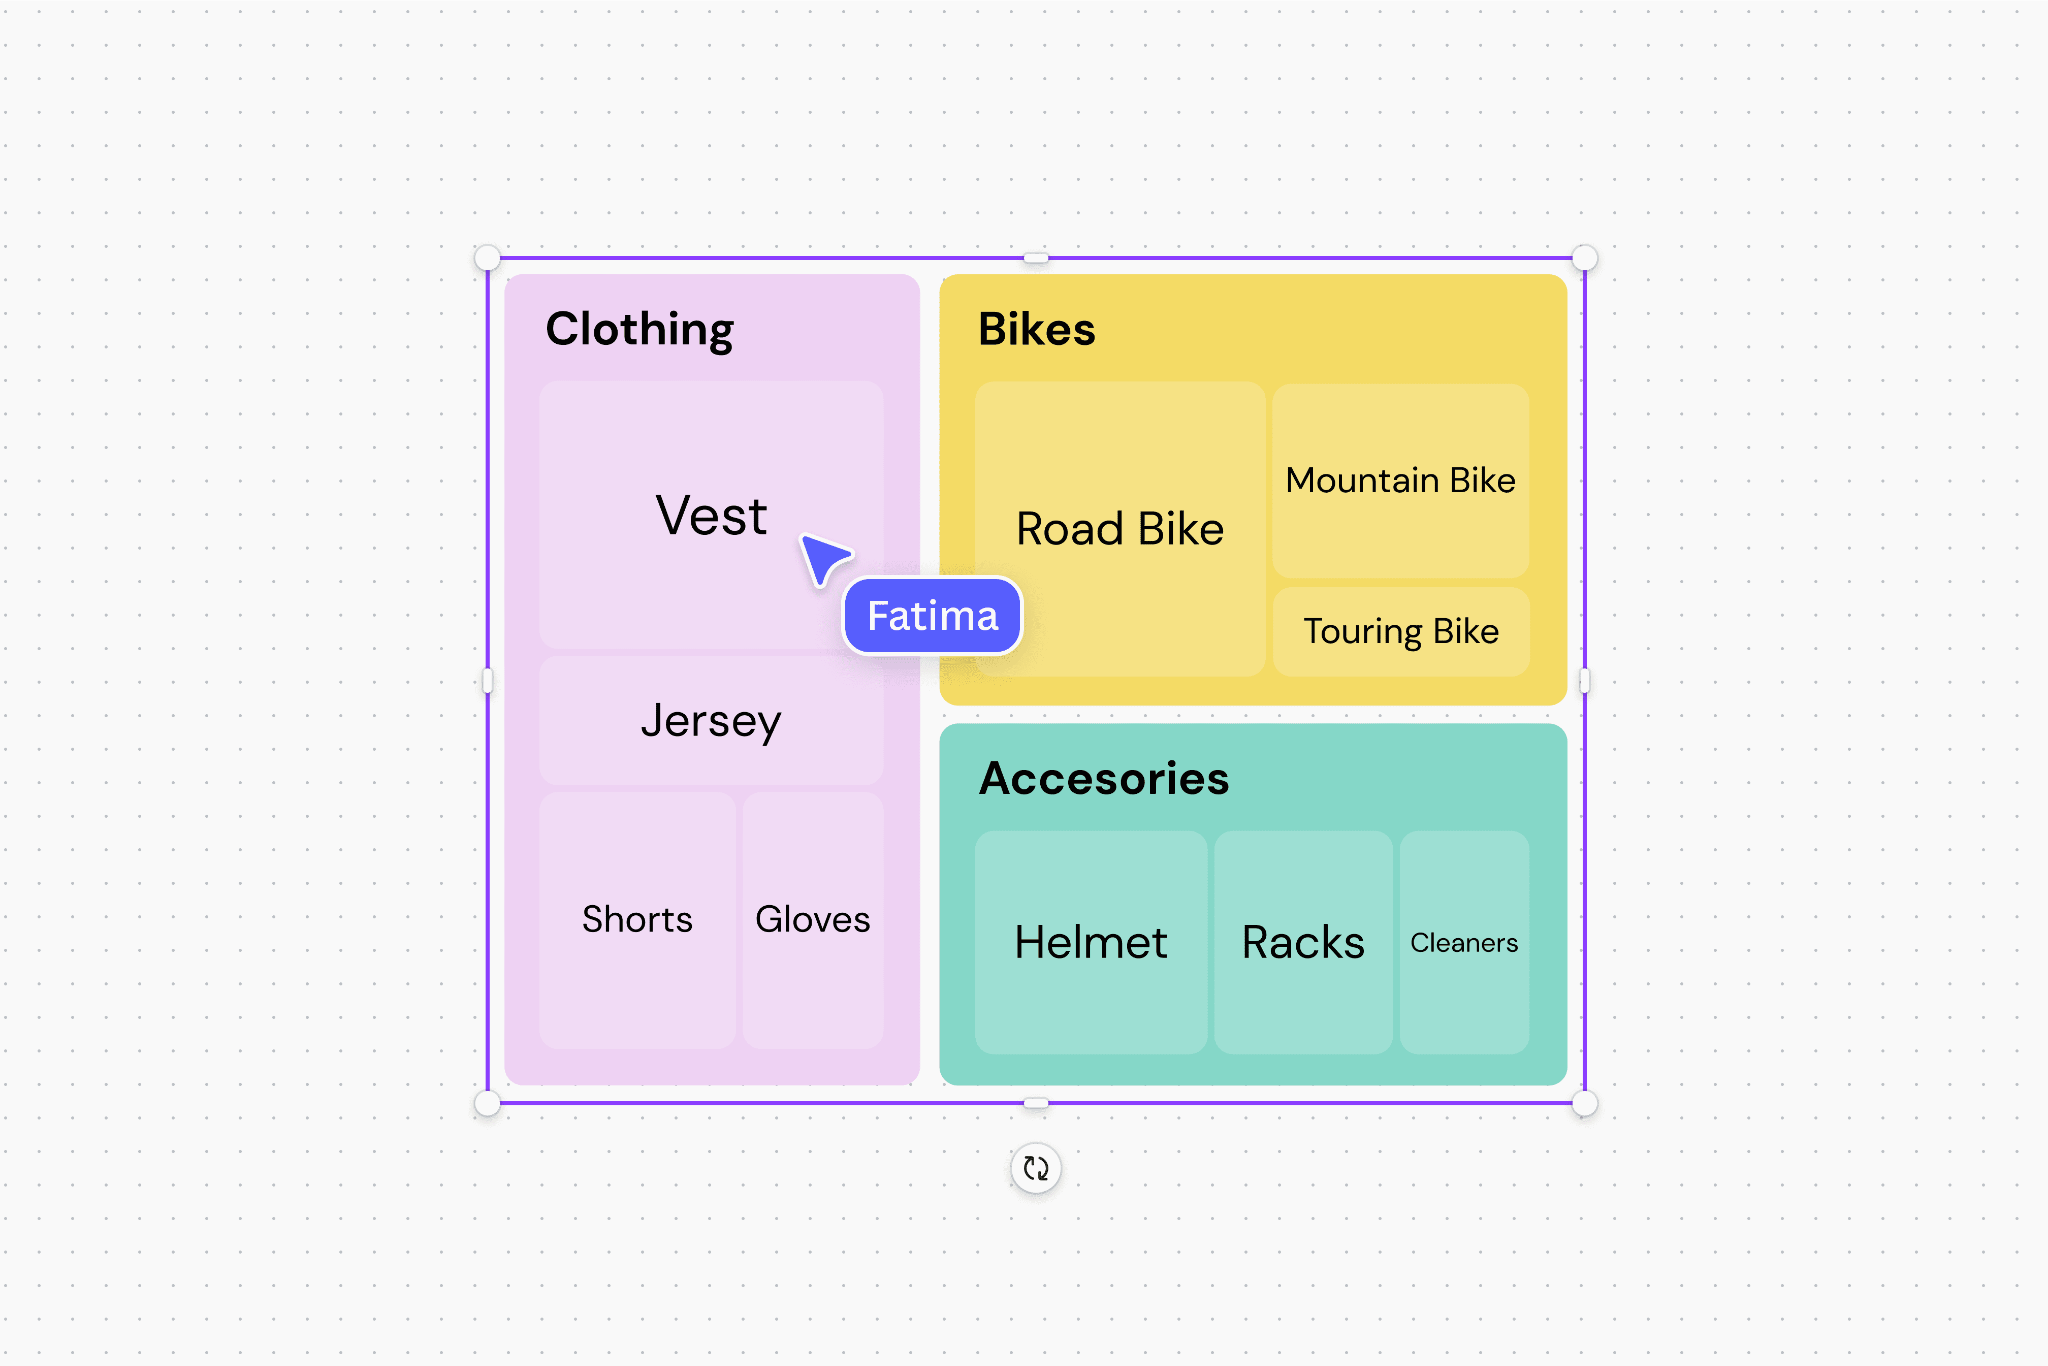 Clothing
Vest
Fatima
Jersey
Shorts
Gloves
Bikes
Road Bike
Mountain Bike
Touring Bike
Accesories
Helmet
Racks
Cleaners